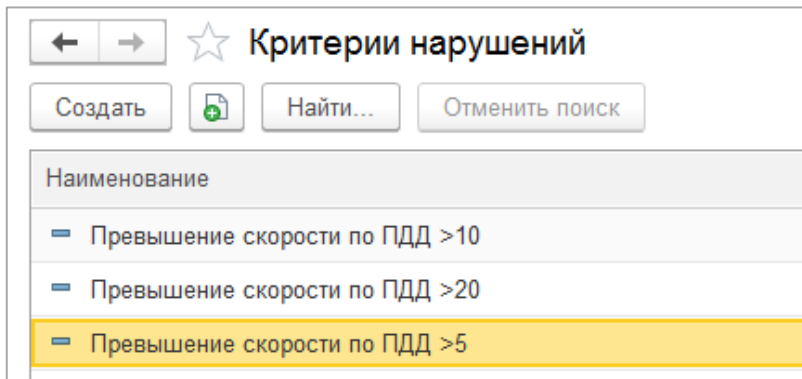 Критерии нарушений
Создать Найти... Отменить поиск
Наименование
Превышение скорости по ПДД >10
Превышение скорости по ПДД >20
Превышение скорости по ПДД >5